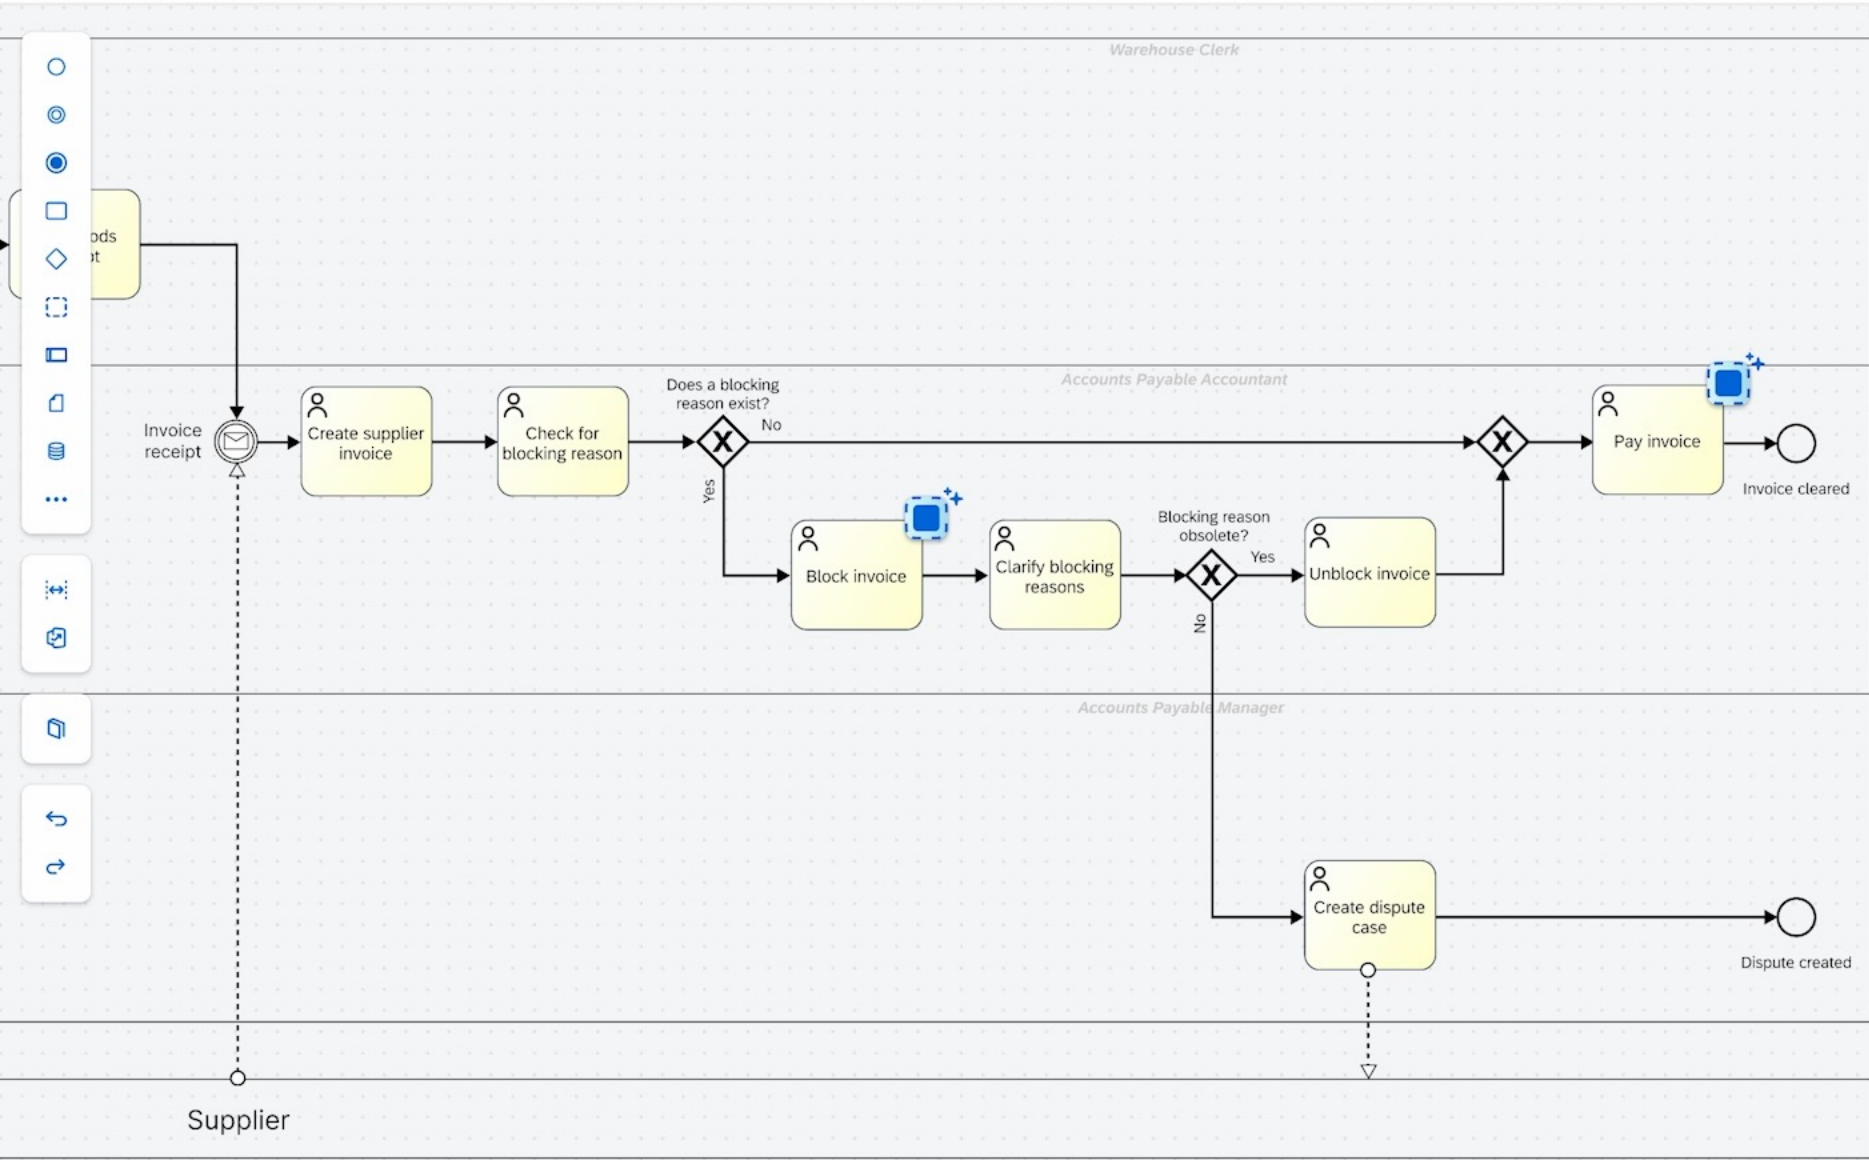 Warehouse Clerk
Accounts Payable Accountant
Invoice
receipt
Create supplier
invoice
Check for
blocking reason
Does a blocking
reason exist?
No
Yes
Block invoice
Clarify blocking
reasons
Blocking reason
obsolete?
Yes
No
Unblock invoice
Pay invoice
Invoice cleared
Accounts Payable Manager
Create dispute
case
Dispute created
Supplier